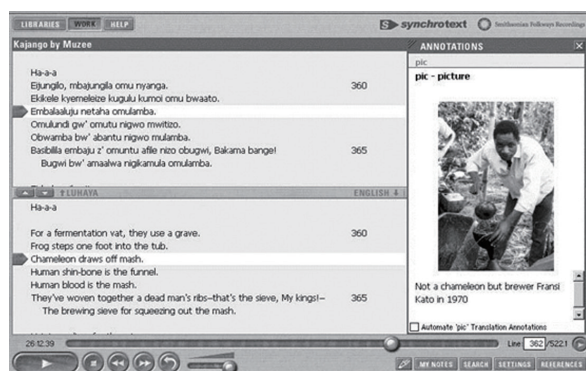 LIBRARIES WORK HELP
synchrotext Smithsonian Folkways Recordings
Kajango by Muzee
ANNOTATIONS
pic
pic - picture
Ha-a-a
Eijungilo, mbajungila omu nyanga. 360
Ekikele kyemeleize kugulu kumoi omu bwaato.
Embalaaluju netaha omulamba.
Omulundi gw' omutu nigwo mwitizo.
Obwamba bw' abantu nigwo mulamba.
Basibilila embaju z' omuntu afile nizo obugwi, Bakama bange! 365
Bugwi bw' amaalwa nigikamula omulamba.
LUHAYA ENGLISH
Ha-a-a
For a fermentation vat, they use a grave. 360
Frog steps one foot into the tub.
Chameleon draws off mash.
Human shin-bone is the funnel.
Human blood is the mash.
They've woven together a dead man's ribs–that's the sieve, My kings!– 365
The brewing sieve for squeezing out the mash.
Not a chameleon but brewer Fransi
Kato in 1970
Automate 'pic' Translation Annotations
26:12.39
Line 362 /522.1
MY NOTES SEARCH SETTINGS REFERENCES